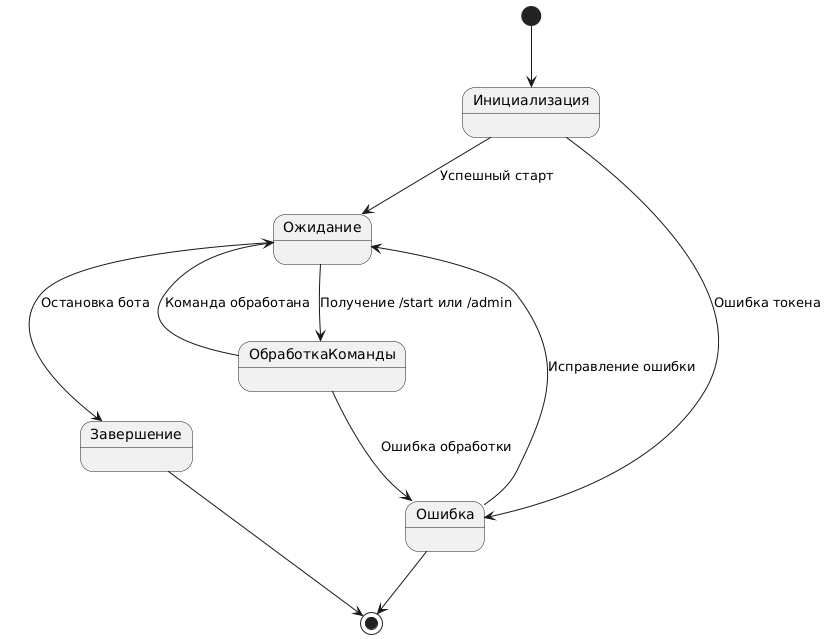 Инициализация
Успешный старт
Ожидание
Остановка бота
Команда обработана
Получение /start или /admin
Ошибка токена
ОбработкаКоманды
Исправление ошибки
Завершение
Ошибка обработки
Ошибка